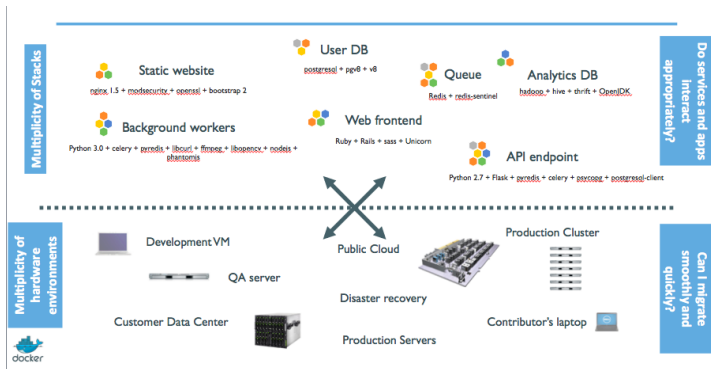 Multiplicity of Stacks
Static website
nginx 1.5 + modsecurity + openssl + bootstrap 2
User DB
postgresql + pgv8 + v8
Queue
Redis + redis-sentinel
Analytics DB
hadoop + hive + thrift + OpenJDK
Background workers
Python 3.0 + celery + pyredis + libcurl + ffmpeg + libopencv + nodejs +
phantomjs
Web frontend
Ruby + Rails + sass + Unicorn
API endpoint
Python 2.7 + Flask + pyredis + celery + psycopg + postgresql-client
Do services and apps
interact
appropriately?
Multiplicity of
hardware
environments
Development VM
QA server
Customer Data Center
Public Cloud
Disaster recovery
Production Servers
Production Cluster
Contributor's laptop
Can I migrate
smoothly and
quickly?
docker